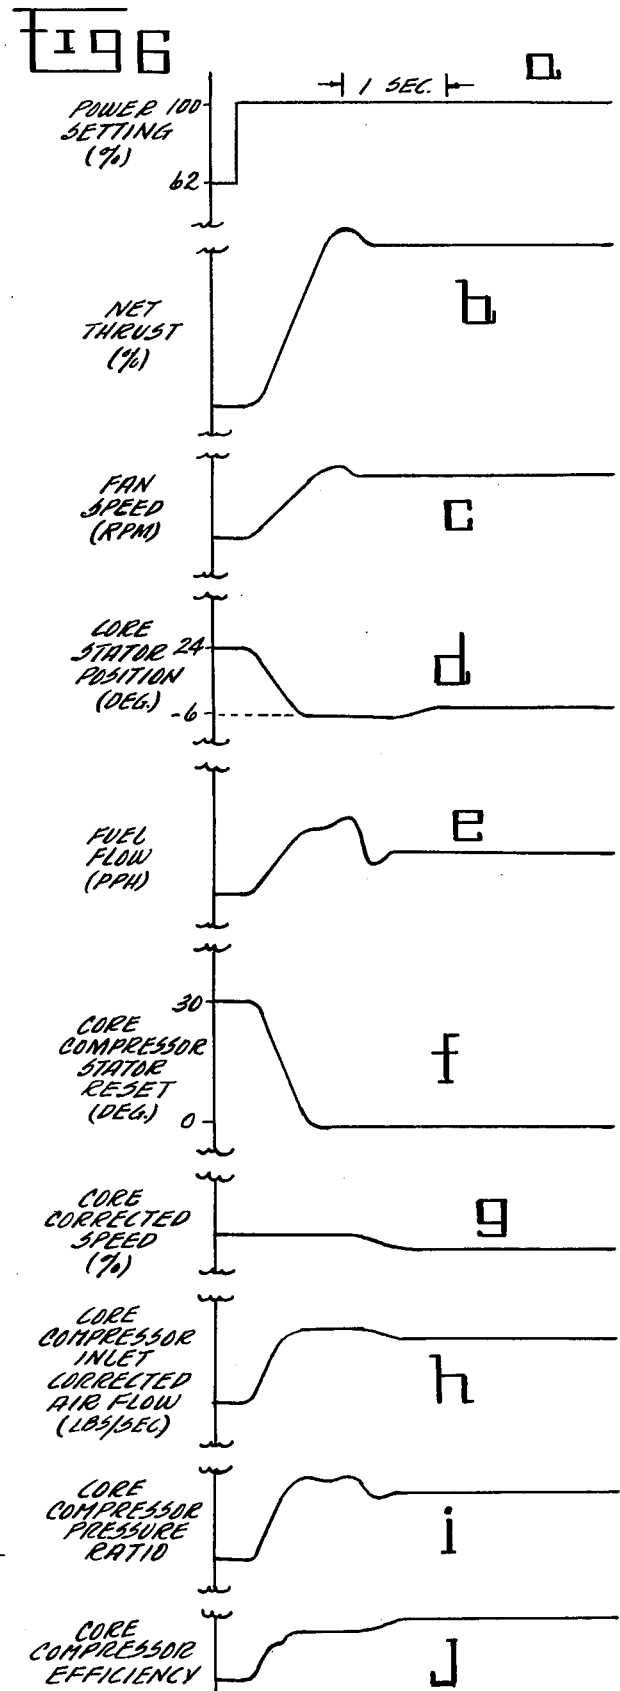 Fig 6
a
1 SEC.
POWER 100
SETTING
(%)
62
NET
THRUST
(%)
b
FAN
SPEED
(RPM)
c
CORE
STATOR 24
POSITION
(DEG.)
-6
d
FUEL
FLOW
(PPH)
e
30
CORE
COMPRESSOR
STATOR
RESET
(DEG.) 0
f
CORE
CORRECTED
SPEED
(%)
g
CORE
COMPRESSOR
INLET
CORRECTED
AIR FLOW
(LBS/SEC)
h
CORE
COMPRESSOR
PRESSURE
RATIO
i
CORE
COMPRESSOR
EFFICIENCY
J